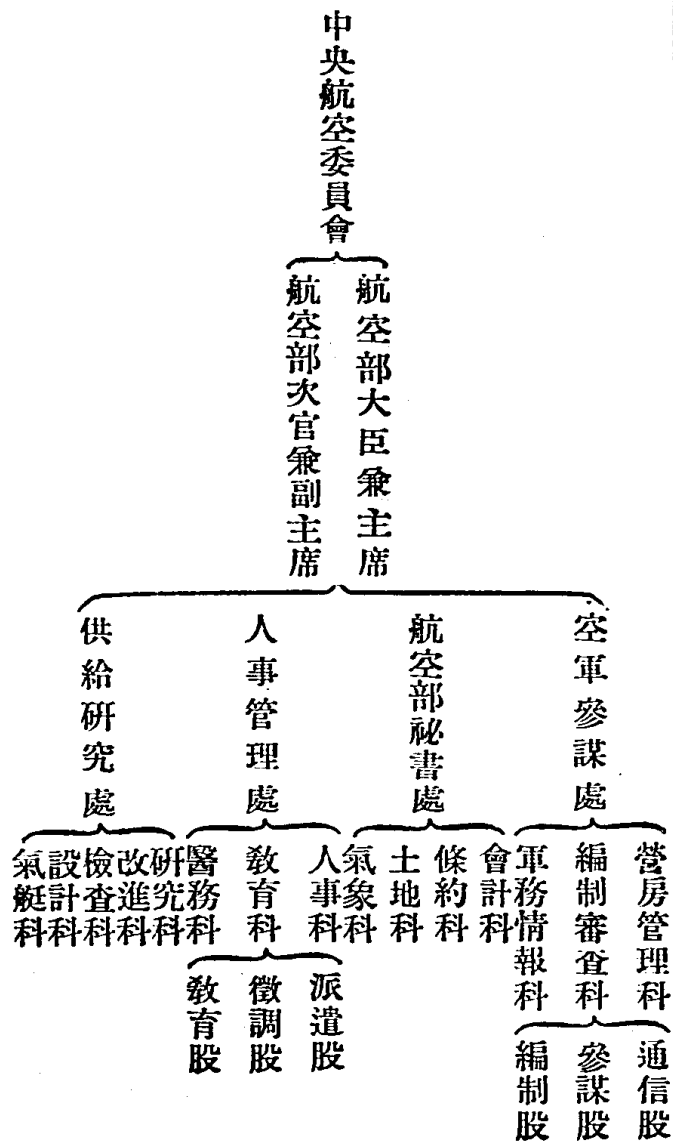 中央航空委員會
航空部大臣兼主席
航空部次官兼副主席
空軍參謀處
航空部祕書處
人事管理處
供給研究處
營房管理科
編制審查科
軍務情報科
會計科
條約科
土地科
氣象科
人事科
教育科
醫務科
研究科
改進科
檢查科
設計科
氣艇科
通信股
參謀股
編制股
派遣股
徵調股
教育股